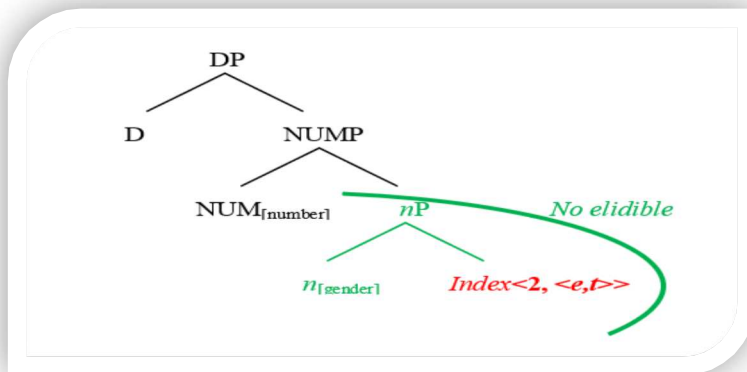 DP
D NUMP
NUM[number] nP No elidible
n[gender] Index<2, <e,t>>